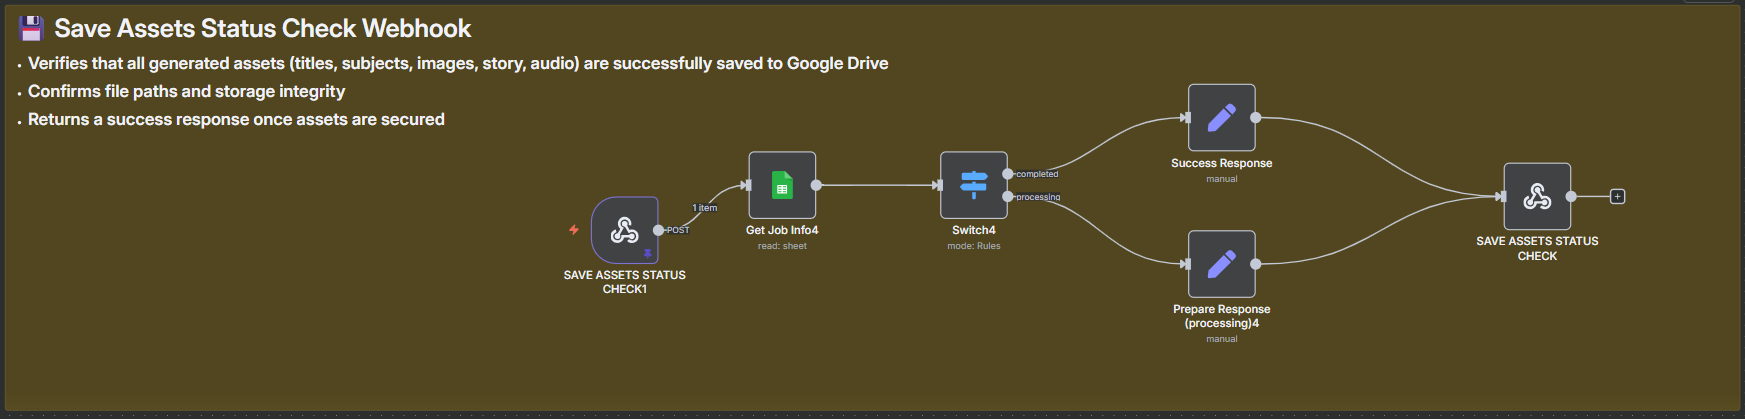 💾 Save Assets Status Check Webhook
• Verifies that all generated assets (titles, subjects, images, story, audio) are successfully saved to Google Drive
• Confirms file paths and storage integrity
• Returns a success response once assets are secured
POST
1 item
SAVE ASSETS STATUS
CHECK1
Get Job Info4
read: sheet
completed
processing
Switch4
mode: Rules
Success Response
manual
Prepare Response
(processing)4
manual
SAVE ASSETS STATUS
CHECK